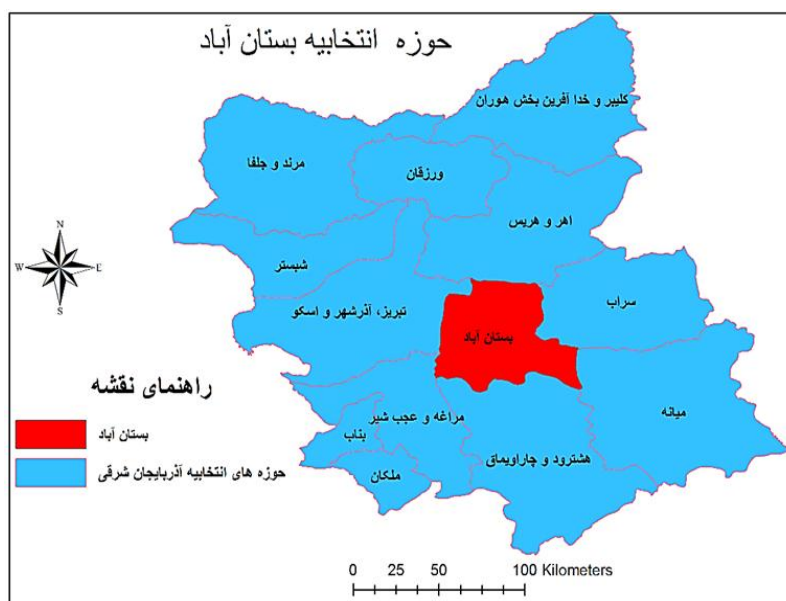 حوزه انتخابیه بستان آباد
کلیبر و خدا آفرین بخش هوران
مرند و جلفا
ورزقان
اهر و هریس
شبستر
تبریز، آذرشهر و اسکو
سراب
بستان آباد
میانه
مراغه و عجب شیر
بناب
هشترود و چاراویماق
ملکان
N
W
E
S
راهنمای نقشه
بستان آباد
حوزه های انتخابیه آذربایجان شرقی
0 25 50 100 Kilometers